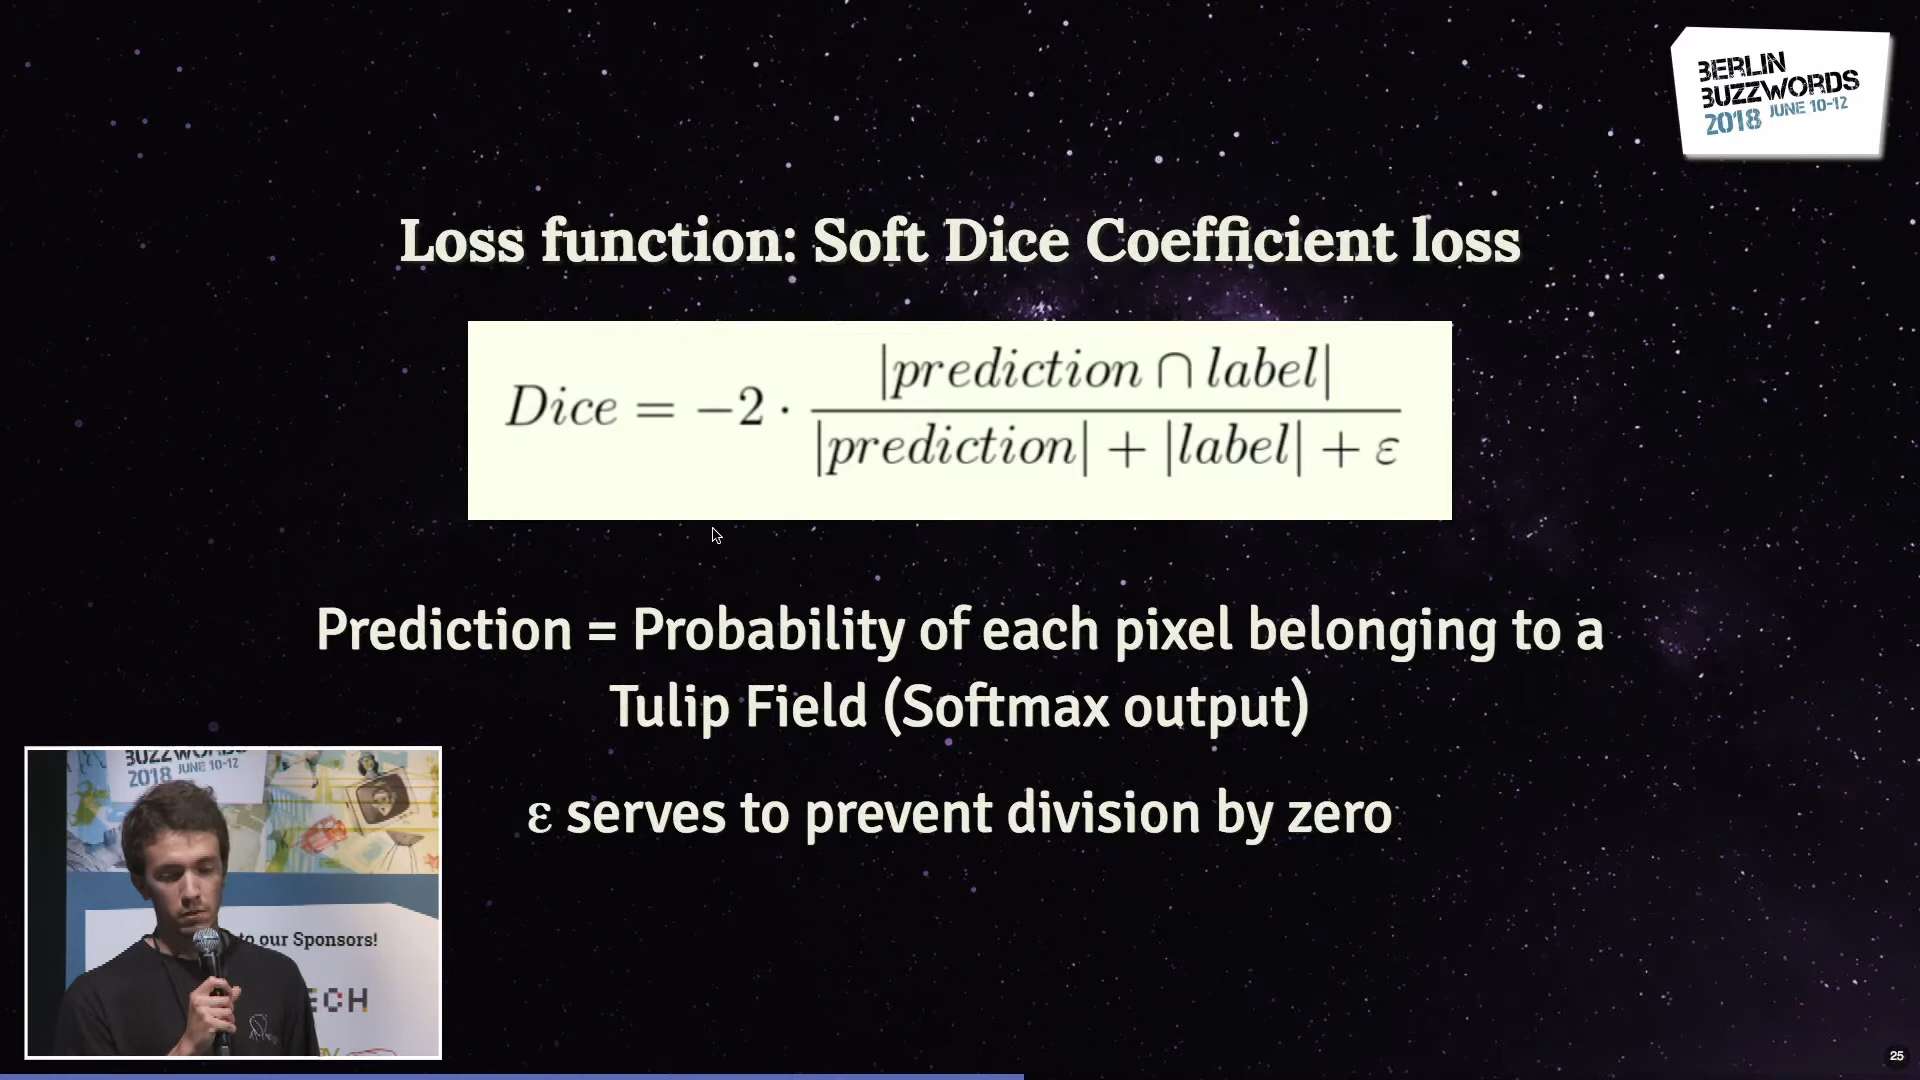 BERLIN
BUZZWORDS
2018 JUNE 10-12
Loss function: Soft Dice Coefficient loss
Dice = −2 · |prediction ∩ label| / |prediction| + |label| + ε
Prediction = Probability of each pixel belonging to a
Tulip Field (Softmax output)
ε serves to prevent division by zero
BUZZWORDS
2018 JUNE 10-12
to our Sponsors!
25